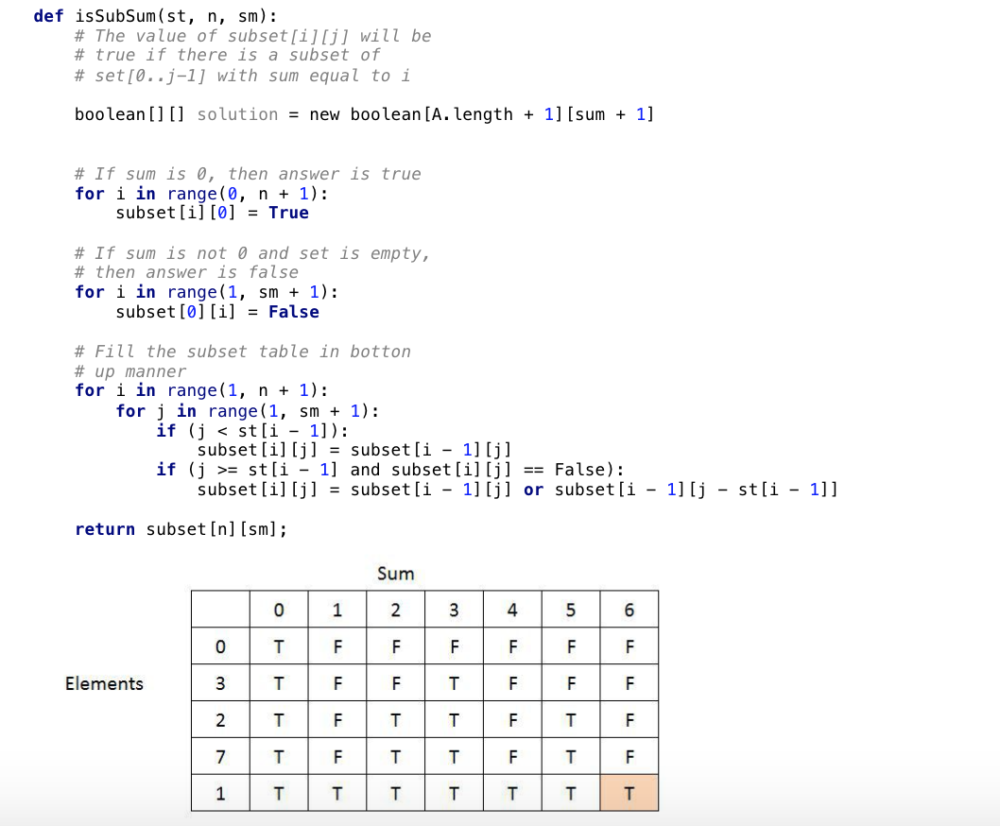 def isSubSum(st, n, sm):
# The value of subset[i][j] will be
# true if there is a subset of
# set[0..j-1] with sum equal to i
boolean[][] solution = new boolean[A.length + 1][sum + 1]
# If sum is 0, then answer is true
for i in range(0, n + 1):
subset[i][0] = True
# If sum is not 0 and set is empty,
# then answer is false
for i in range(1, sm + 1):
subset[0][i] = False
# Fill the subset table in botton
# up manner
for i in range(1, n + 1):
for j in range(1, sm + 1):
if (j < st[i - 1]):
subset[i][j] = subset[i - 1][j]
if (j >= st[i - 1] and subset[i][j] == False):
subset[i][j] = subset[i - 1][j] or subset[i - 1][j - st[i - 1]]
return subset[n][sm];
Sum
0 1 2 3 4 5 6
0 T F F F F F F
Elements 3 T F F T F F F
2 T F T T F T F
7 T F T T F T F
1 T T T T T T T